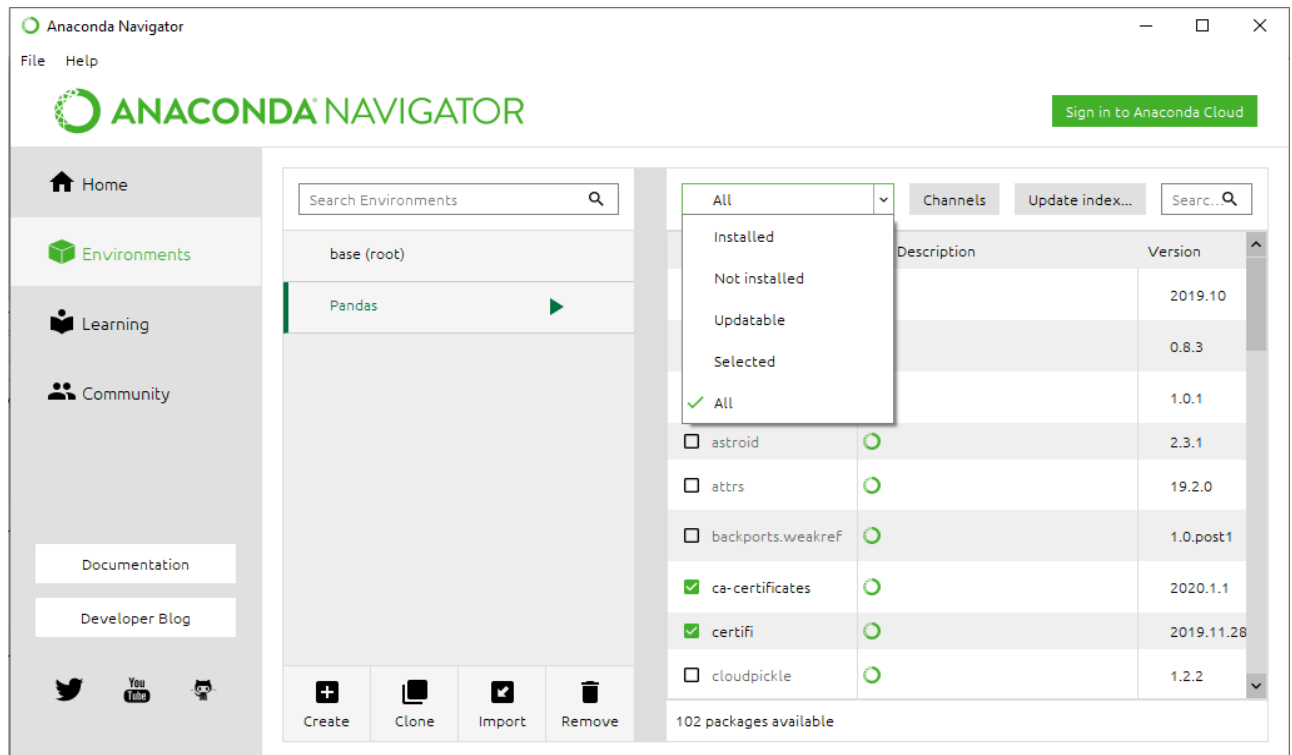 Anaconda Navigator
File Help
ANACONDA NAVIGATOR
Sign in to Anaconda Cloud
Home
Environments
Learning
Community
Documentation
Developer Blog
You
Tube
Search Environments
base (root)
Pandas
Create Clone Import Remove
All Channels Update index... Searc...
Installed
Not installed
Updatable
Selected
All
Description Version
2019.10
0.8.3
1.0.1
astroid 2.3.1
attrs 19.2.0
backports.weakref 1.0.post1
ca-certificates 2020.1.1
certifi 2019.11.28
cloudpickle 1.2.2
102 packages available